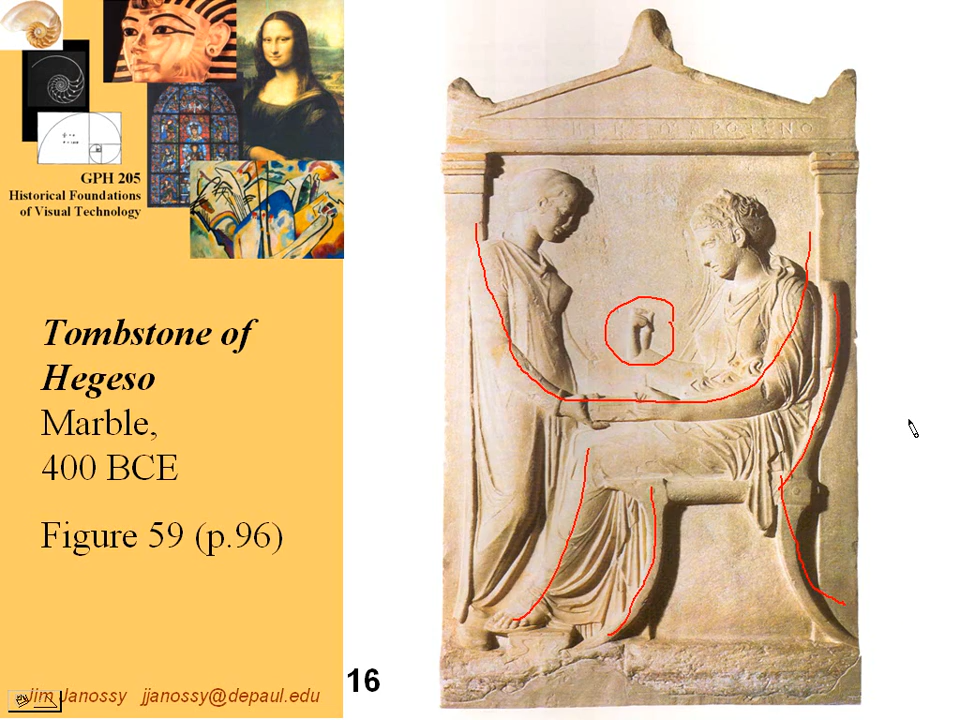 GPH 205
Historical Foundations
of Visual Technology
Tombstone of
Hegeso
Marble,
400 BCE
Figure 59 (p.96)
Jim Janossy jjanossy@depaul.edu
16